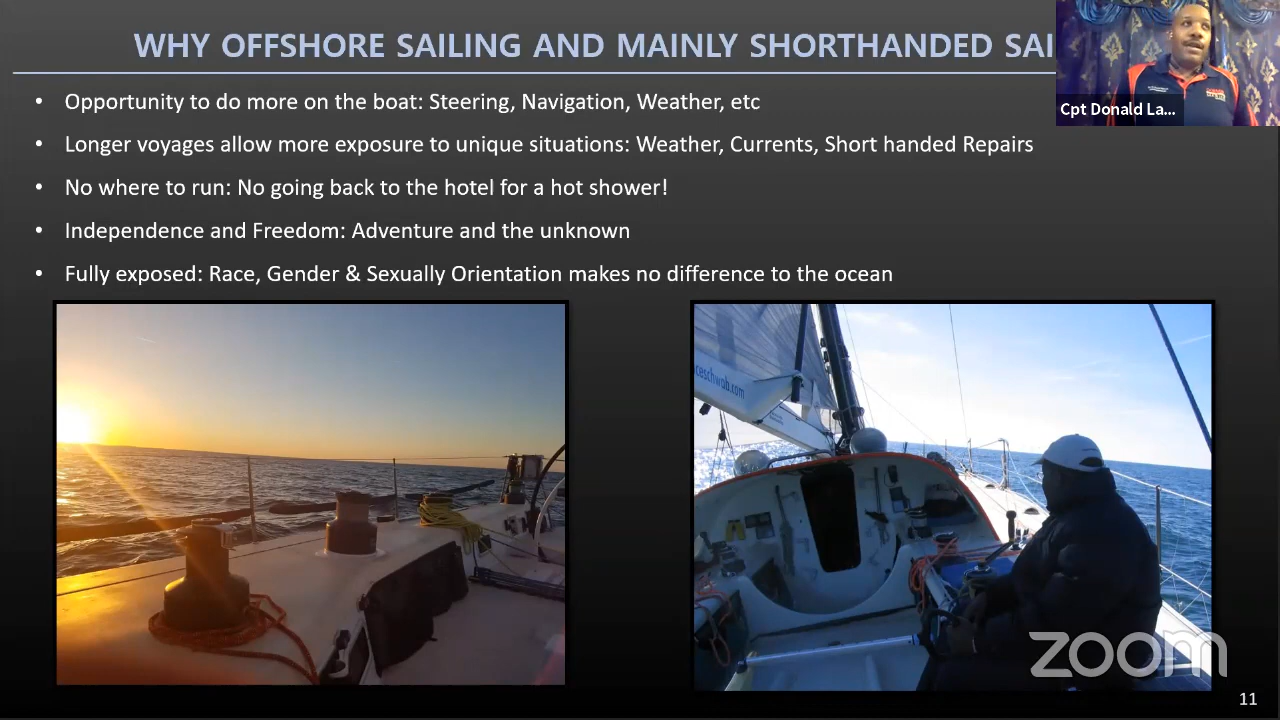 WHY OFFSHORE SAILING AND MAINLY SHORTHANDED SAI
Cpt Donald La...
• Opportunity to do more on the boat: Steering, Navigation, Weather, etc
• Longer voyages allow more exposure to unique situations: Weather, Currents, Short handed Repairs
• No where to run: No going back to the hotel for a hot shower!
• Independence and Freedom: Adventure and the unknown
• Fully exposed: Race, Gender & Sexually Orientation makes no difference to the ocean
zoom
11